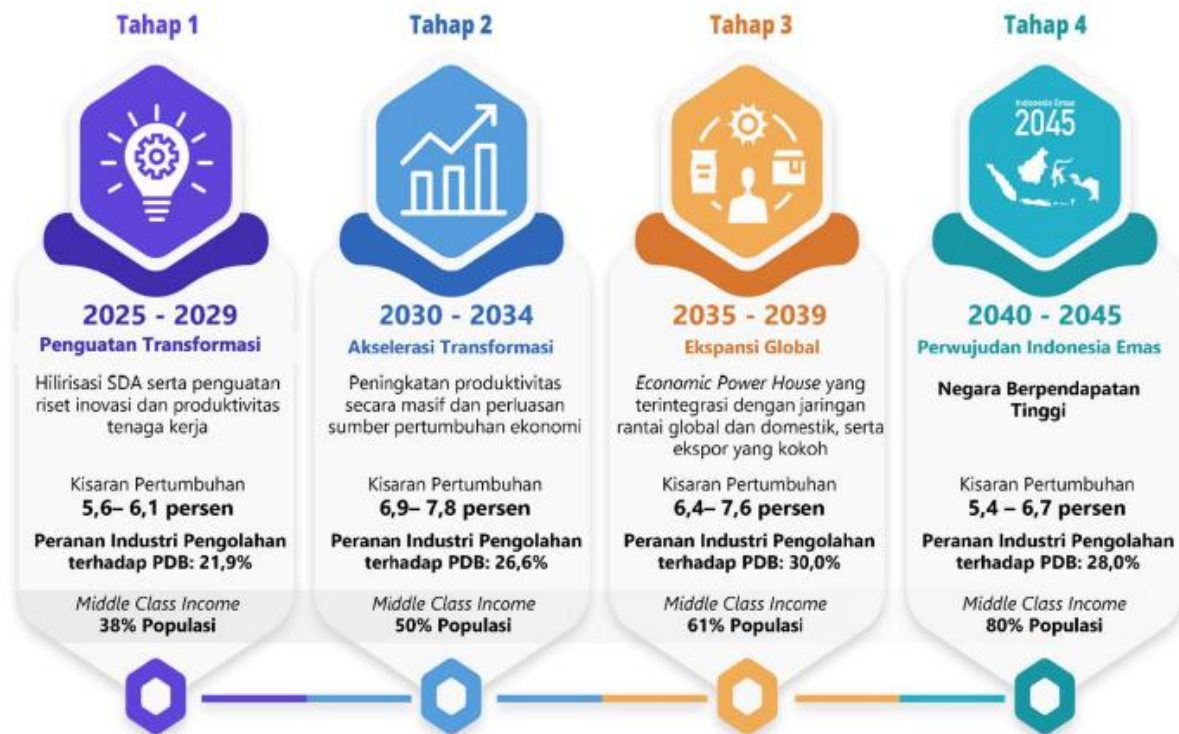 Tahap 1
2025 - 2029
Penguatan Transformasi
Hilirisasi SDA serta penguatan
riset inovasi dan produktivitas
tenaga kerja
Kisaran Pertumbuhan
5,6– 6,1 persen
Peranan Industri Pengolahan
terhadap PDB: 21,9%
Middle Class Income
38% Populasi
Tahap 2
2030 - 2034
Akselerasi Transformasi
Peningkatan produktivitas
secara masif dan perluasan
sumber pertumbuhan ekonomi
Kisaran Pertumbuhan
6,9– 7,8 persen
Peranan Industri Pengolahan
terhadap PDB: 26,6%
Middle Class Income
50% Populasi
Tahap 3
2035 - 2039
Ekspansi Global
Economic Power House yang
terintegrasi dengan jaringan
rantai global dan domestik, serta
ekspor yang kokoh
Kisaran Pertumbuhan
6,4– 7,6 persen
Peranan Industri Pengolahan
terhadap PDB: 30,0%
Middle Class Income
61% Populasi
Tahap 4
Indonesia Emas
2045
2040 - 2045
Perwujudan Indonesia Emas
Negara Berpendapatan
Tinggi
Kisaran Pertumbuhan
5,4 – 6,7 persen
Peranan Industri Pengolahan
terhadap PDB: 28,0%
Middle Class Income
80% Populasi